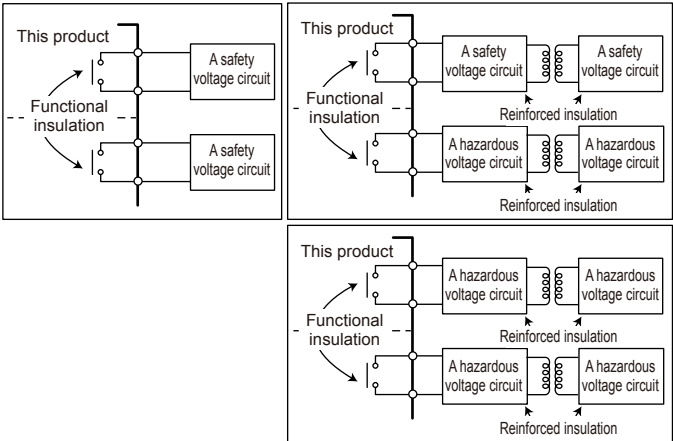 This product
A safety
voltage circuit
Functional
insulation
A safety
voltage circuit
This product
A safety
voltage circuit
A safety
voltage circuit
Functional
insulation
Reinforced insulation
A hazardous
voltage circuit
A hazardous
voltage circuit
Reinforced insulation
This product
A hazardous
voltage circuit
A hazardous
voltage circuit
Functional
insulation
Reinforced insulation
A hazardous
voltage circuit
A hazardous
voltage circuit
Reinforced insulation